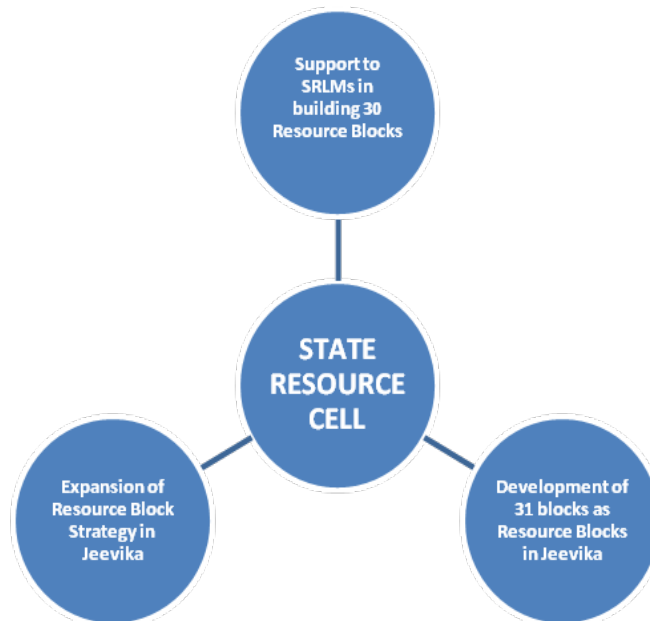 Support to
SRLMs in
building 30
Resource Blocks
STATE
RESOURCE
CELL
Expansion of
Resource Block
Strategy in
Jeevika
Development of
31 blocks as
Resource Blocks
in Jeevika